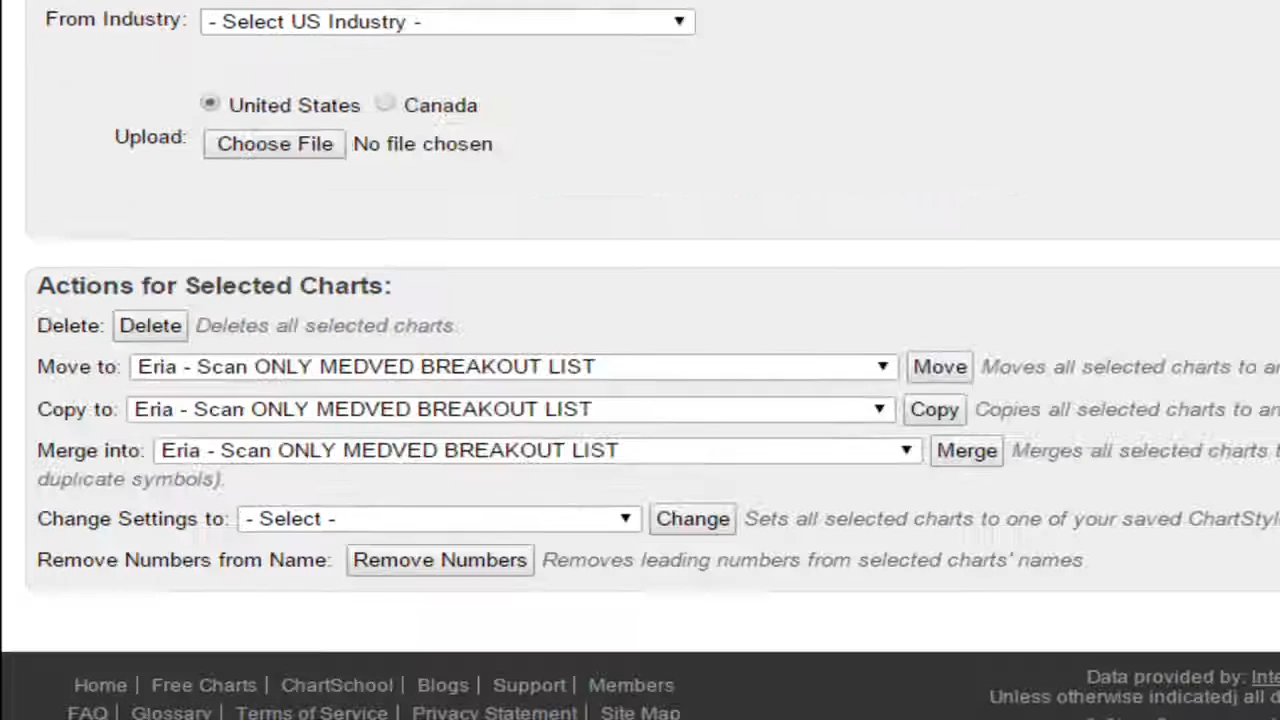 From Industry: - Select US Industry -
United States Canada
Upload: Choose File No file chosen
Actions for Selected Charts:
Delete: Delete Deletes all selected charts.
Move to: Eria - Scan ONLY MEDVED BREAKOUT LIST Move Moves all selected charts to
Copy to: Eria - Scan ONLY MEDVED BREAKOUT LIST Copy Copies all selected charts to
Merge into: Eria - Scan ONLY MEDVED BREAKOUT LIST Merge Merges all selected charts
duplicate symbols).
Change Settings to: - Select - Change Sets all selected charts to one of your saved ChartStyl
Remove Numbers from Name: Remove Numbers Removes leading numbers from selected charts' names
Home | Free Charts | ChartSchool | Blogs | Support | Members
Data provided by: Inte
Unless otherwise indicated, all d
FAQ | Glossary | Terms of Service | Privacy Statement | Site Map